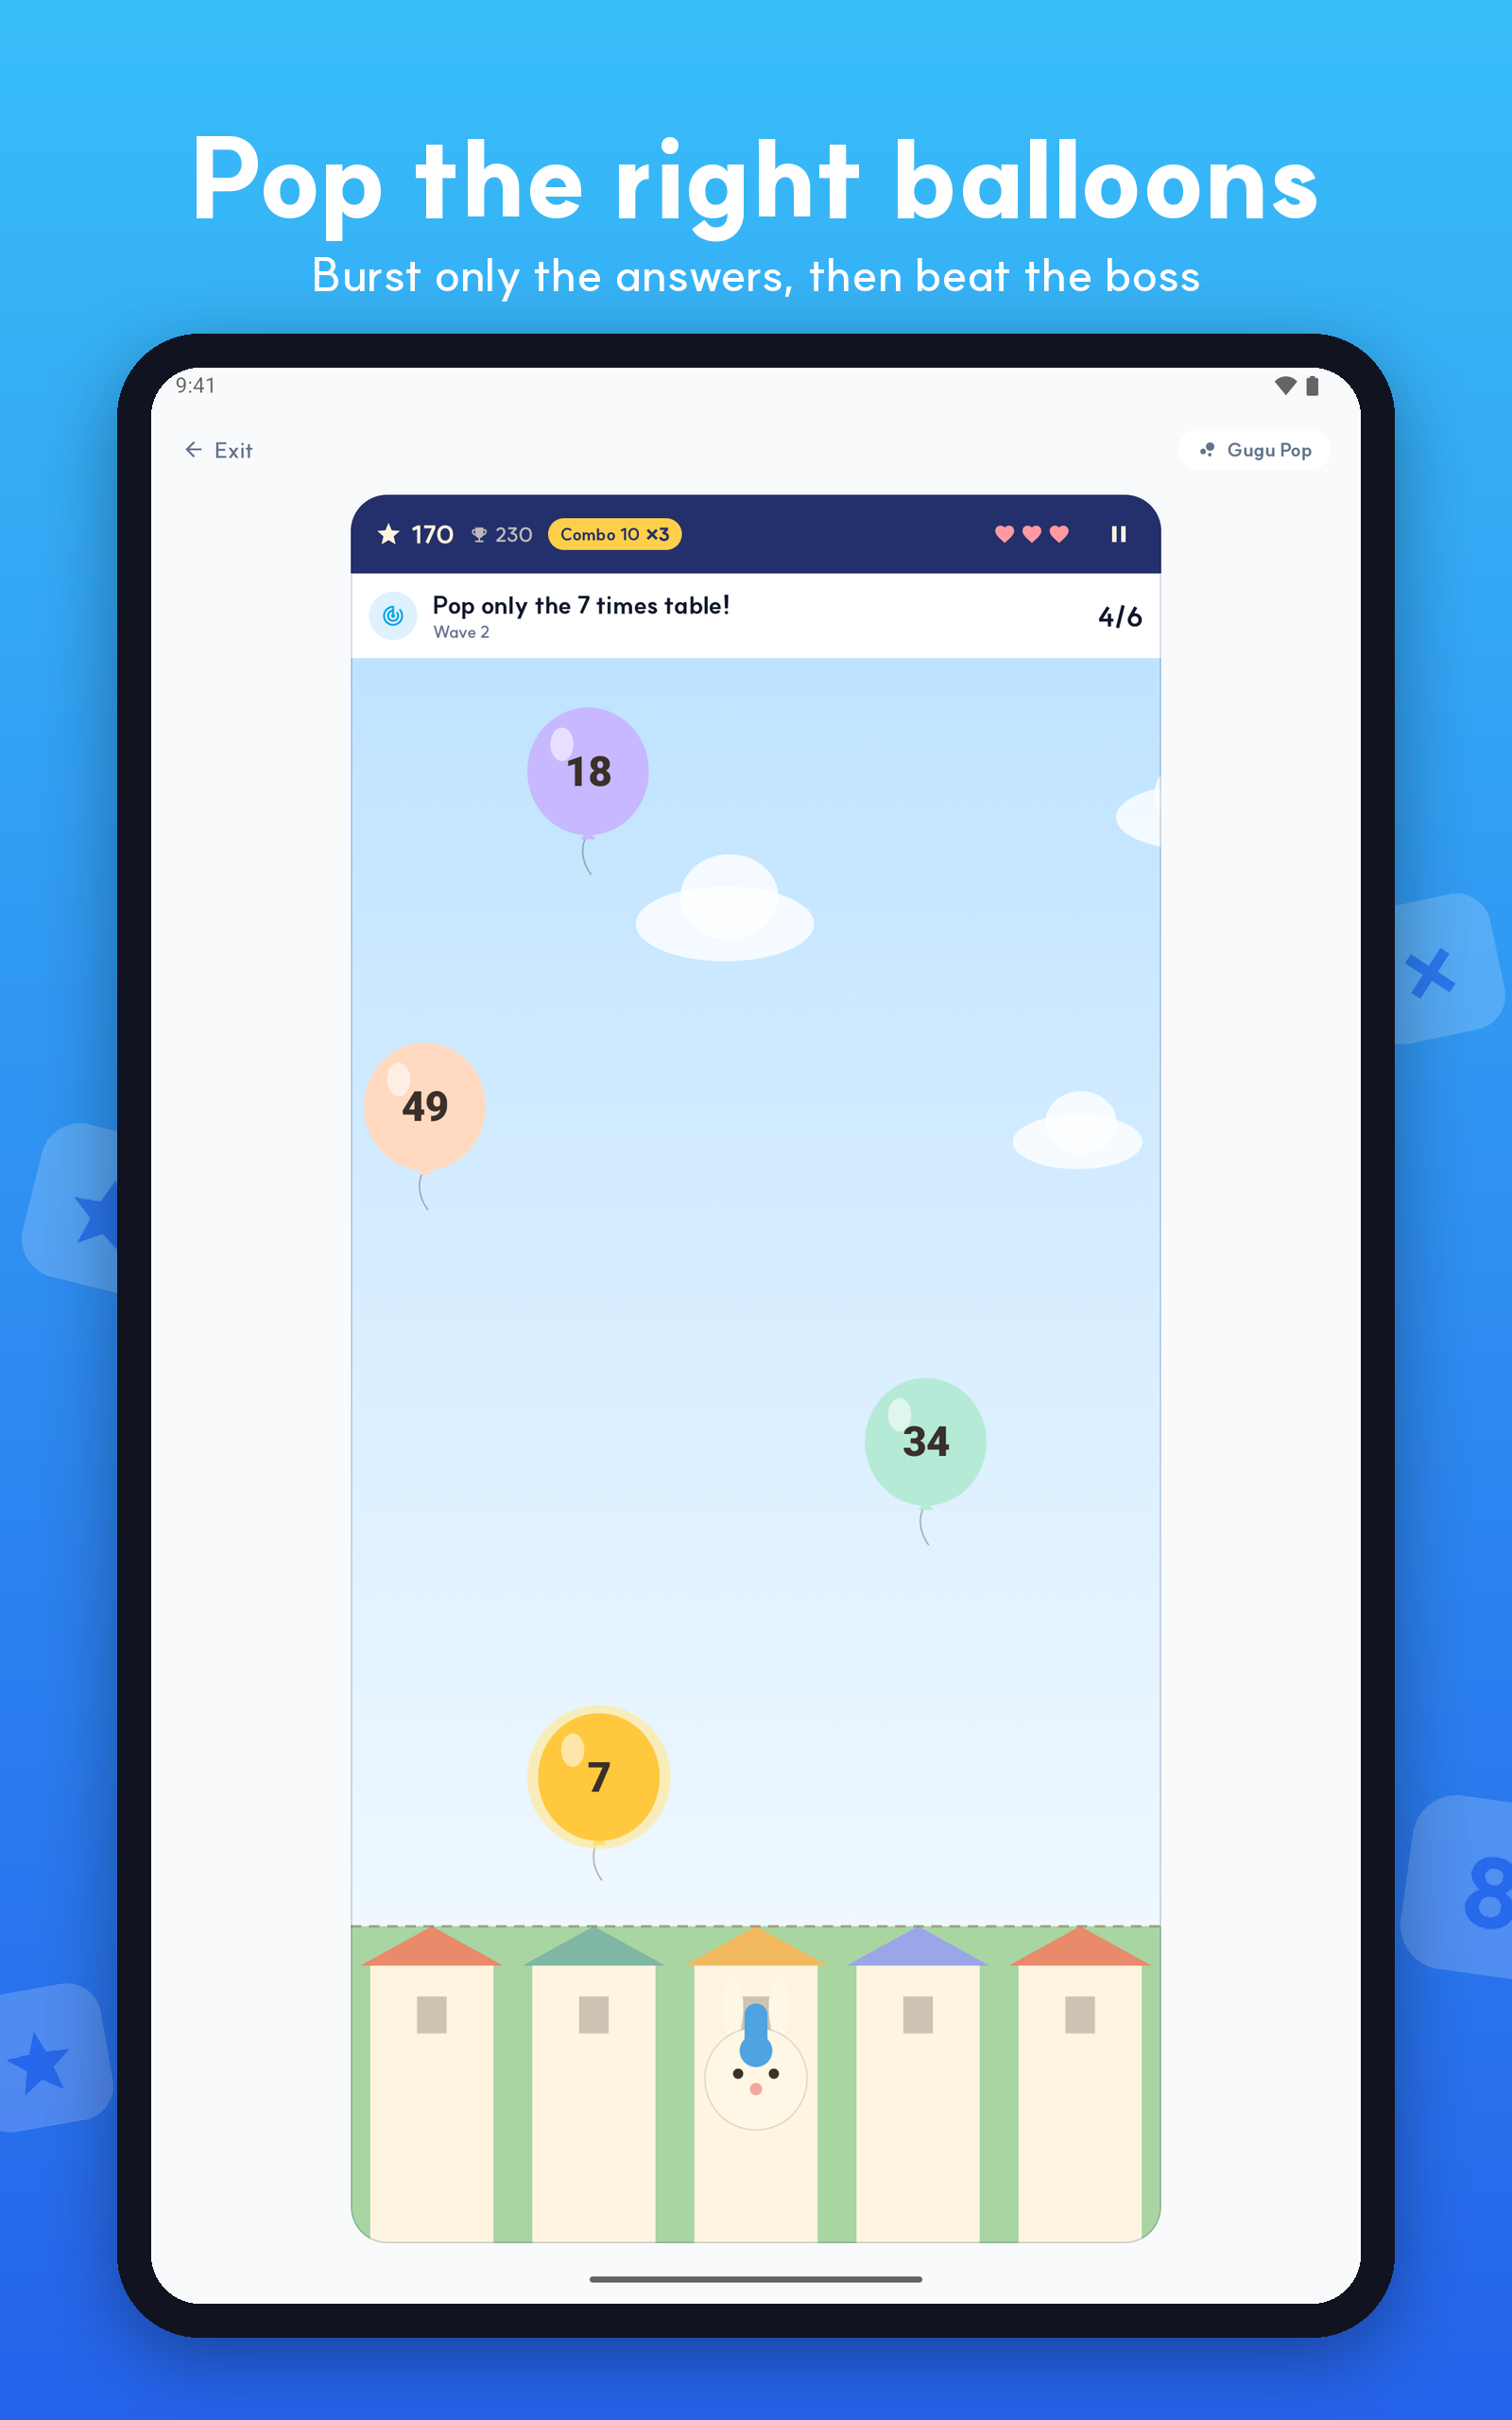 Pop the right balloons
Burst only the answers, then beat the boss
9:41
Exit
Gugu Pop
170 230 Combo 10 ×3
Pop only the 7 times table!
Wave 2
4/6
18
49
34
7
8